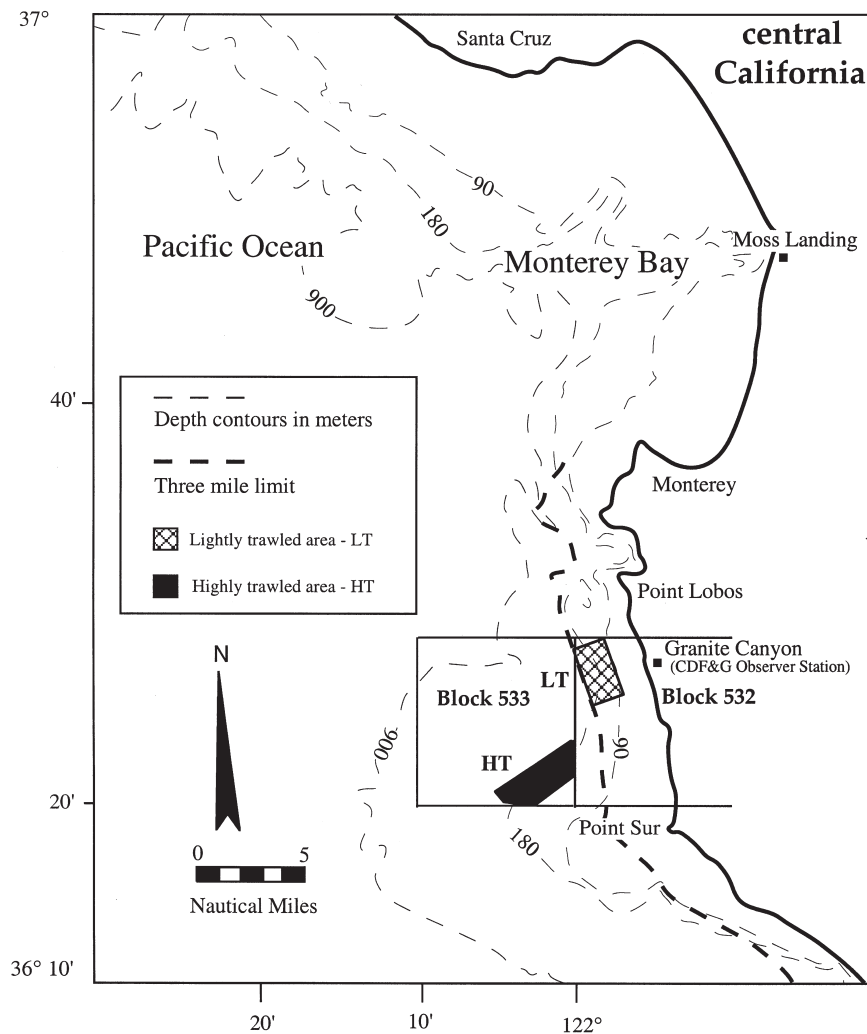 37°
Santa Cruz
central
California
90
180
Pacific Ocean
Monterey Bay
Moss Landing
900
40'
Depth contours in meters
Three mile limit
Lightly trawled area - LT
Highly trawled area - HT
Monterey
Point Lobos
N
Granite Canyon
(CDF&G Observer Station)
LT
Block 533
Block 532
900
90
HT
20'
Point Sur
180
0 5
Nautical Miles
36° 10'
20'
10'
122°